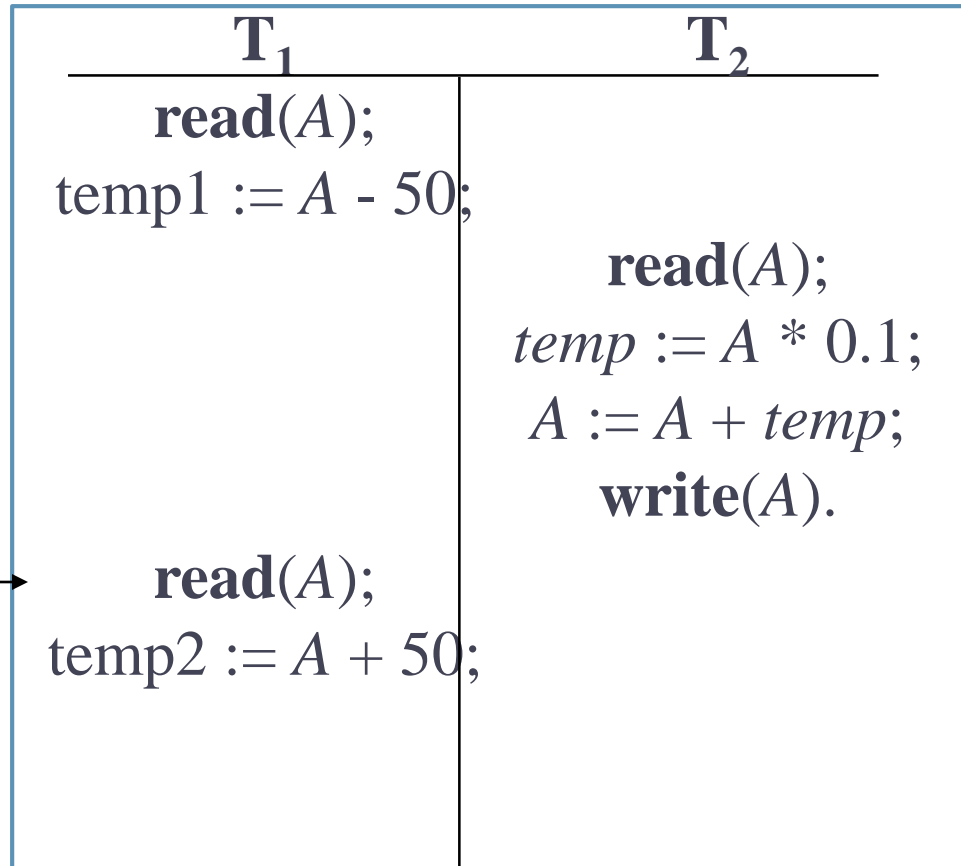 T₁ T₂
read(A);
temp1 := A - 50;
read(A);
temp := A * 0.1;
A := A + temp;
write(A).
read(A);
temp2 := A + 50;